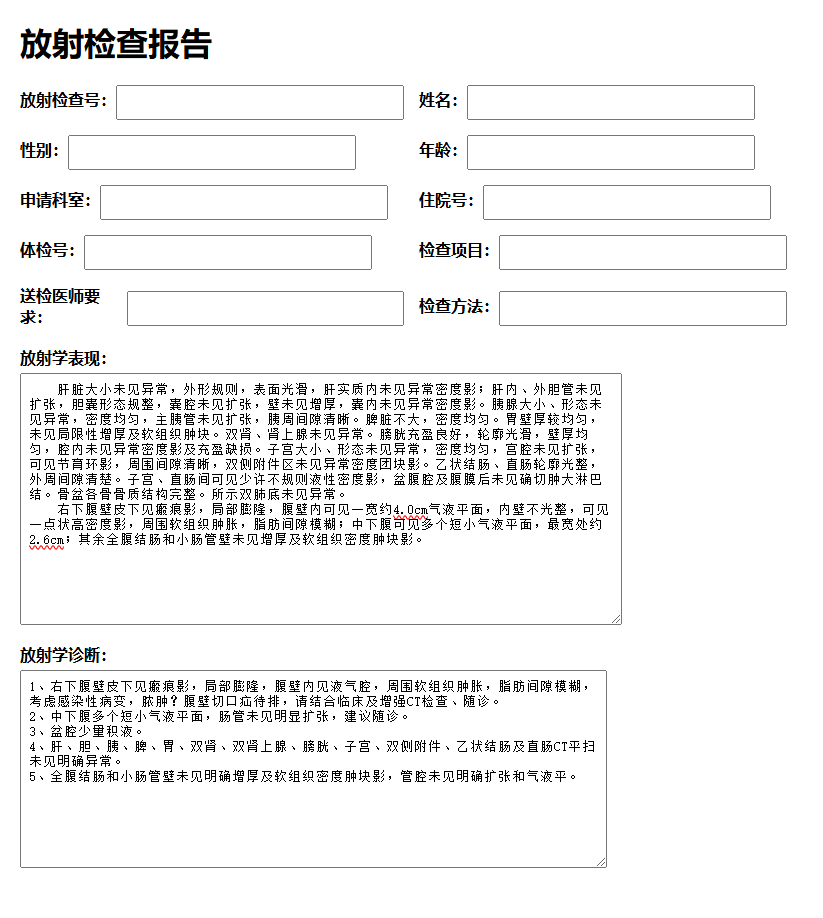 放射检查报告
放射检查号：
姓名：
性别：
年龄：
申请科室：
住院号：
体检号：
检查项目：
送检医师要
求：
检查方法：
放射学表现：
肝脏大小未见异常，外形规则，表面光滑，肝实质内未见异常密度影；肝内、外胆管未见
扩张，胆囊形态规整，囊腔未见扩张，壁未见增厚，囊内未见异常密度影。胰腺大小、形态未
见异常，密度均匀，主胰管未见扩张，胰周间隙清晰。脾脏不大，密度均匀。胃壁厚较均匀，
未见局限性增厚及软组织肿块。双肾、肾上腺未见异常。膀胱充盈良好，轮廓光滑，壁厚均
匀，腔内未见异常密度影及充盈缺损。子宫大小、形态未见异常，密度均匀，宫腔未见扩张，
可见节育环影，周围间隙清晰，双侧附件区未见异常密度团块影。乙状结肠、直肠轮廓光整，
外周间隙清楚。子宫、直肠间可见少许不规则液性密度影，盆腹腔及腹膜后未见确切肿大淋巴
结。骨盆各骨骨质结构完整。所示双肺底未见异常。
右下腹壁皮下见瘢痕影，局部膨隆，腹壁内可见一宽约4.0cm气液平面，内壁不光整，可见
一点状高密度影，周围软组织肿胀，脂肪间隙模糊；中下腹可见多个短小气液平面，最宽处约
2.6cm；其余全腹结肠和小肠管壁未见增厚及软组织密度肿块影。
放射学诊断：
1、右下腹壁皮下见瘢痕影，局部膨隆，腹壁内见液气腔，周围软组织肿胀，脂肪间隙模糊，
考虑感染性病变，脓肿？腹壁切口疝待排，请结合临床及增强CT检查、随诊。
2、中下腹多个短小气液平面，肠管未见明显扩张，建议随诊。
3、盆腔少量积液。
4、肝、胆、胰、脾、胃、双肾、双肾上腺、膀胱、子宫、双侧附件、乙状结肠及直肠CT平扫
未见明确异常。
5、全腹结肠和小肠管壁未见明确增厚及软组织密度肿块影，管腔未见明确扩张和气液平。